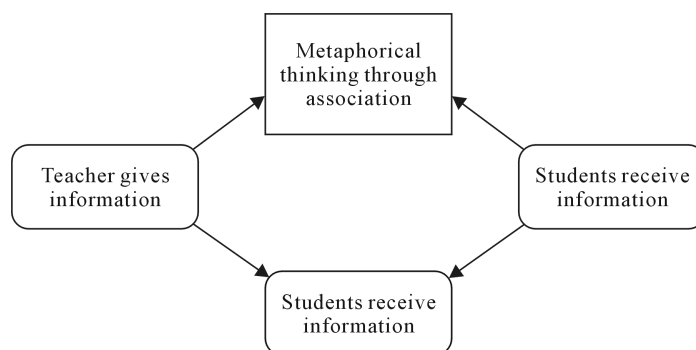 Metaphorical
thinking through
association
Teacher gives
information
Students receive
information
Students receive
information